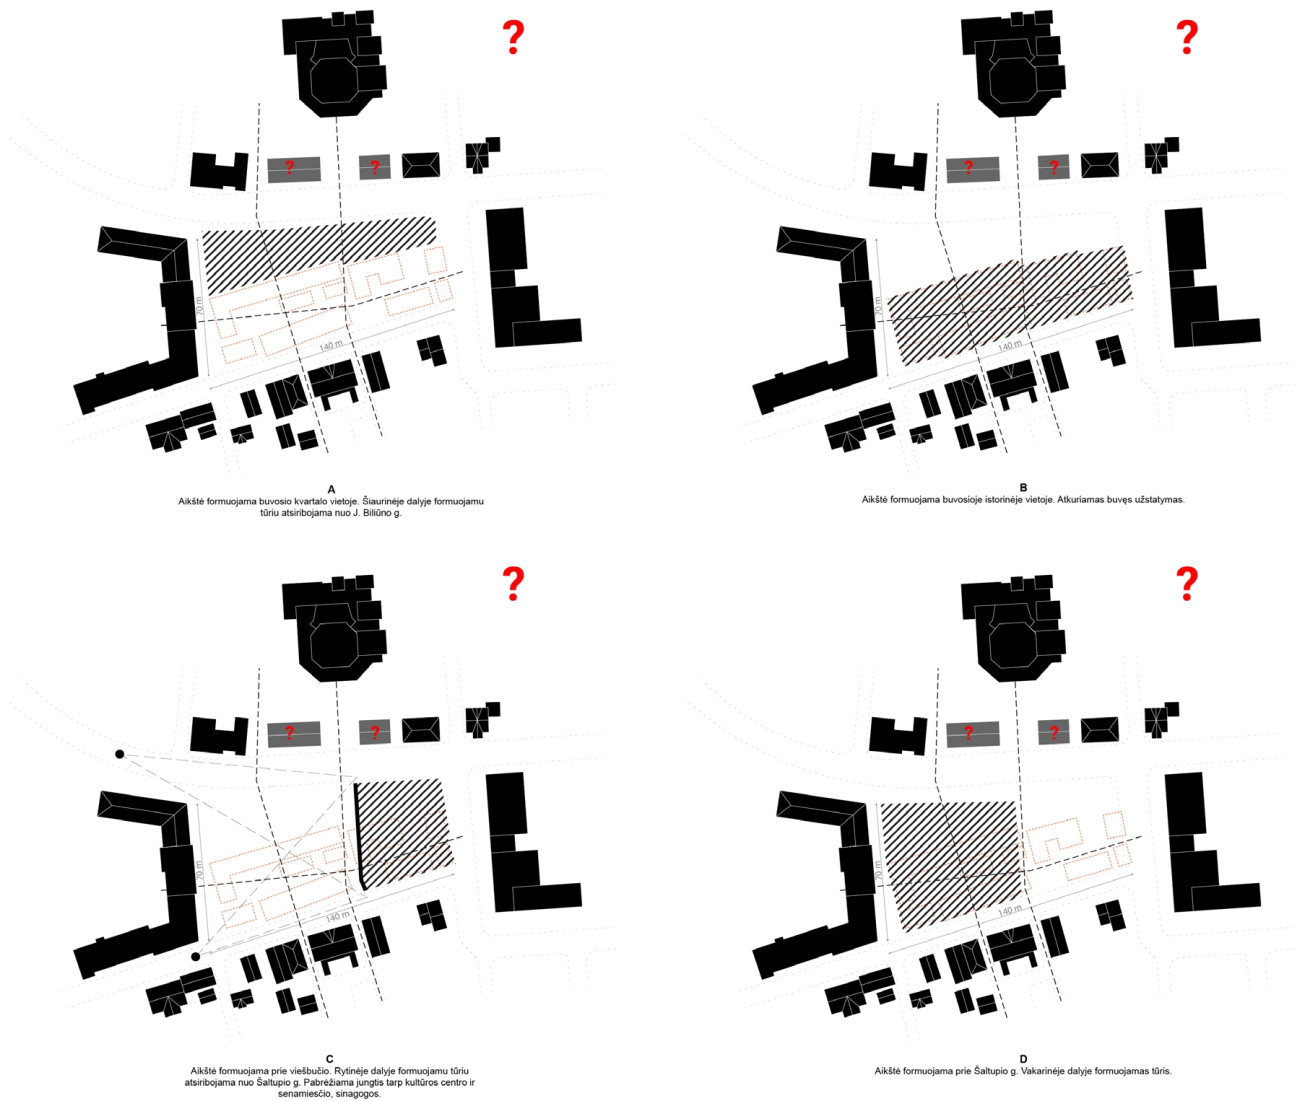 ?
?
?
?
70 m
140 m
A
Aikštė formuojama buvosio kvartalo vietoje. Šiaurinėje dalyje formuojamu
tūriu atsiribojama nuo J. Biliūno g.
?
?
?
70 m
140 m
B
Aikštė formuojama buvosioje istorinėje vietoje. Atkuriamas buvęs užstatymas.
?
?
?
70 m
140 m
C
Aikštė formuojama prie viešbučio. Rytinėje dalyje formuojamu tūriu
atsiribojama nuo Šaltupio g. Pabrėžiama jungtis tarp kultūros centro ir
senamiesčio, sinagogos.
?
?
70 m
140 m
D
Aikštė formuojama prie Šaltupio g. Vakarinėje dalyje formuojamas tūris.